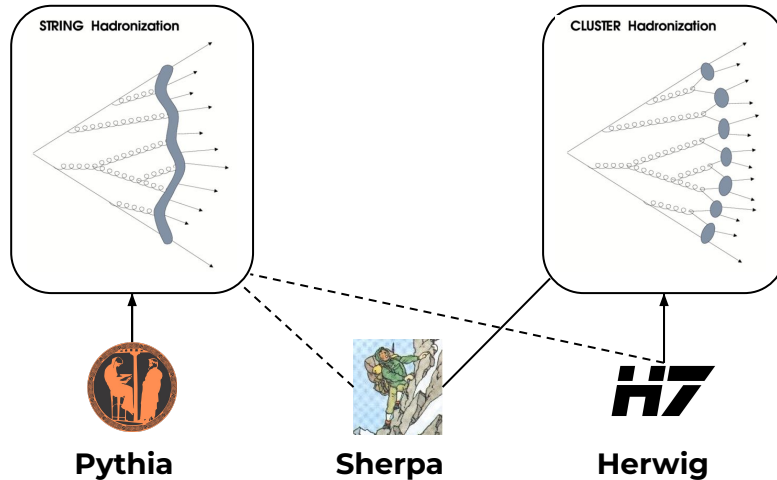 STRING Hadronization
CLUSTER Hadronization
H7
Pythia
Sherpa
Herwig